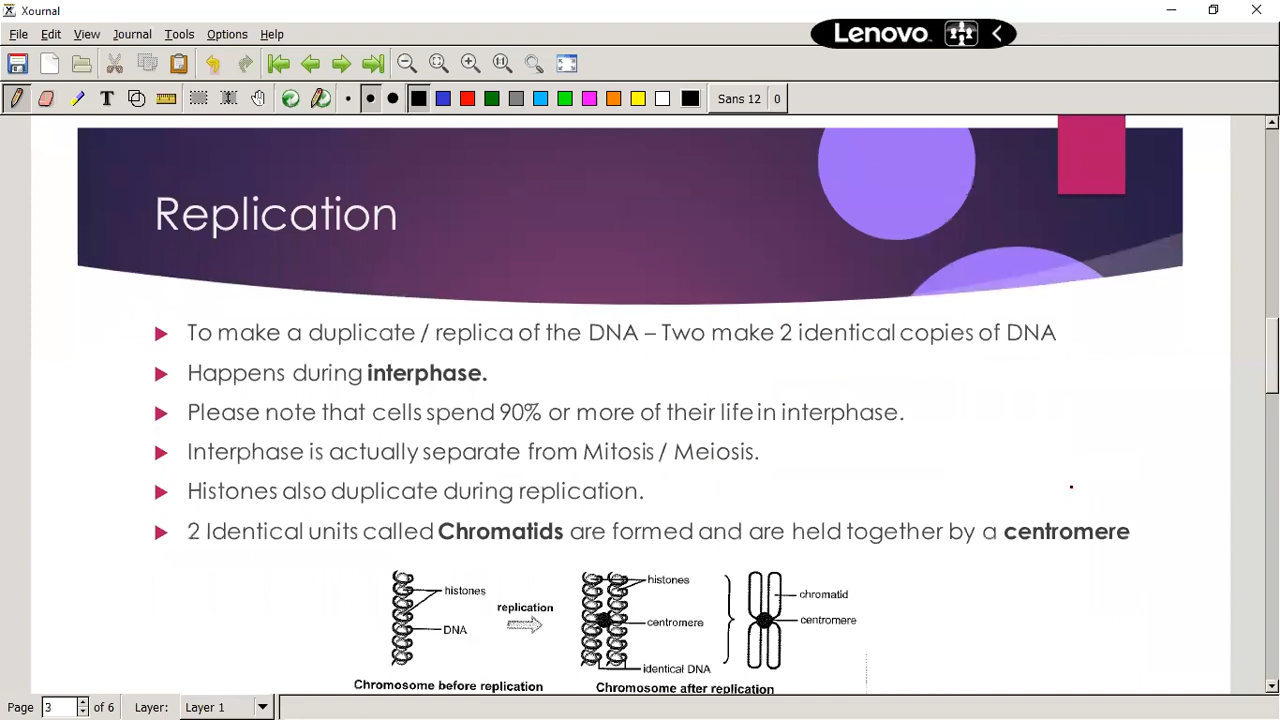 Xournal
File Edit View Journal Tools Options Help
Lenovo
Sans 12 0
Replication
To make a duplicate / replica of the DNA – Two make 2 identical copies of DNA
Happens during interphase.
Please note that cells spend 90% or more of their life in interphase.
Interphase is actually separate from Mitosis / Meiosis.
Histones also duplicate during replication.
2 Identical units called Chromatids are formed and are held together by a centromere
histones
DNA
replication
histones
centromere
identical DNA
chromatid
centromere
Chromosome before replication
Chromosome after replication
Page 3 of 6 Layer: Layer 1